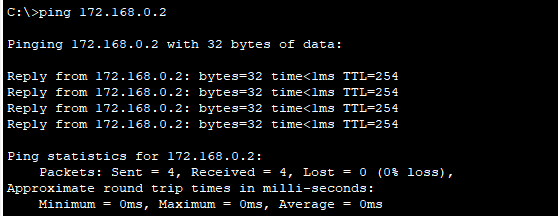 C:\>ping 172.168.0.2
Pinging 172.168.0.2 with 32 bytes of data:
Reply from 172.168.0.2: bytes=32 time<1ms TTL=254
Reply from 172.168.0.2: bytes=32 time<1ms TTL=254
Reply from 172.168.0.2: bytes=32 time<1ms TTL=254
Reply from 172.168.0.2: bytes=32 time<1ms TTL=254
Ping statistics for 172.168.0.2:
    Packets: Sent = 4, Received = 4, Lost = 0 (0% loss),
Approximate round trip times in milli-seconds:
    Minimum = 0ms, Maximum = 0ms, Average = 0ms